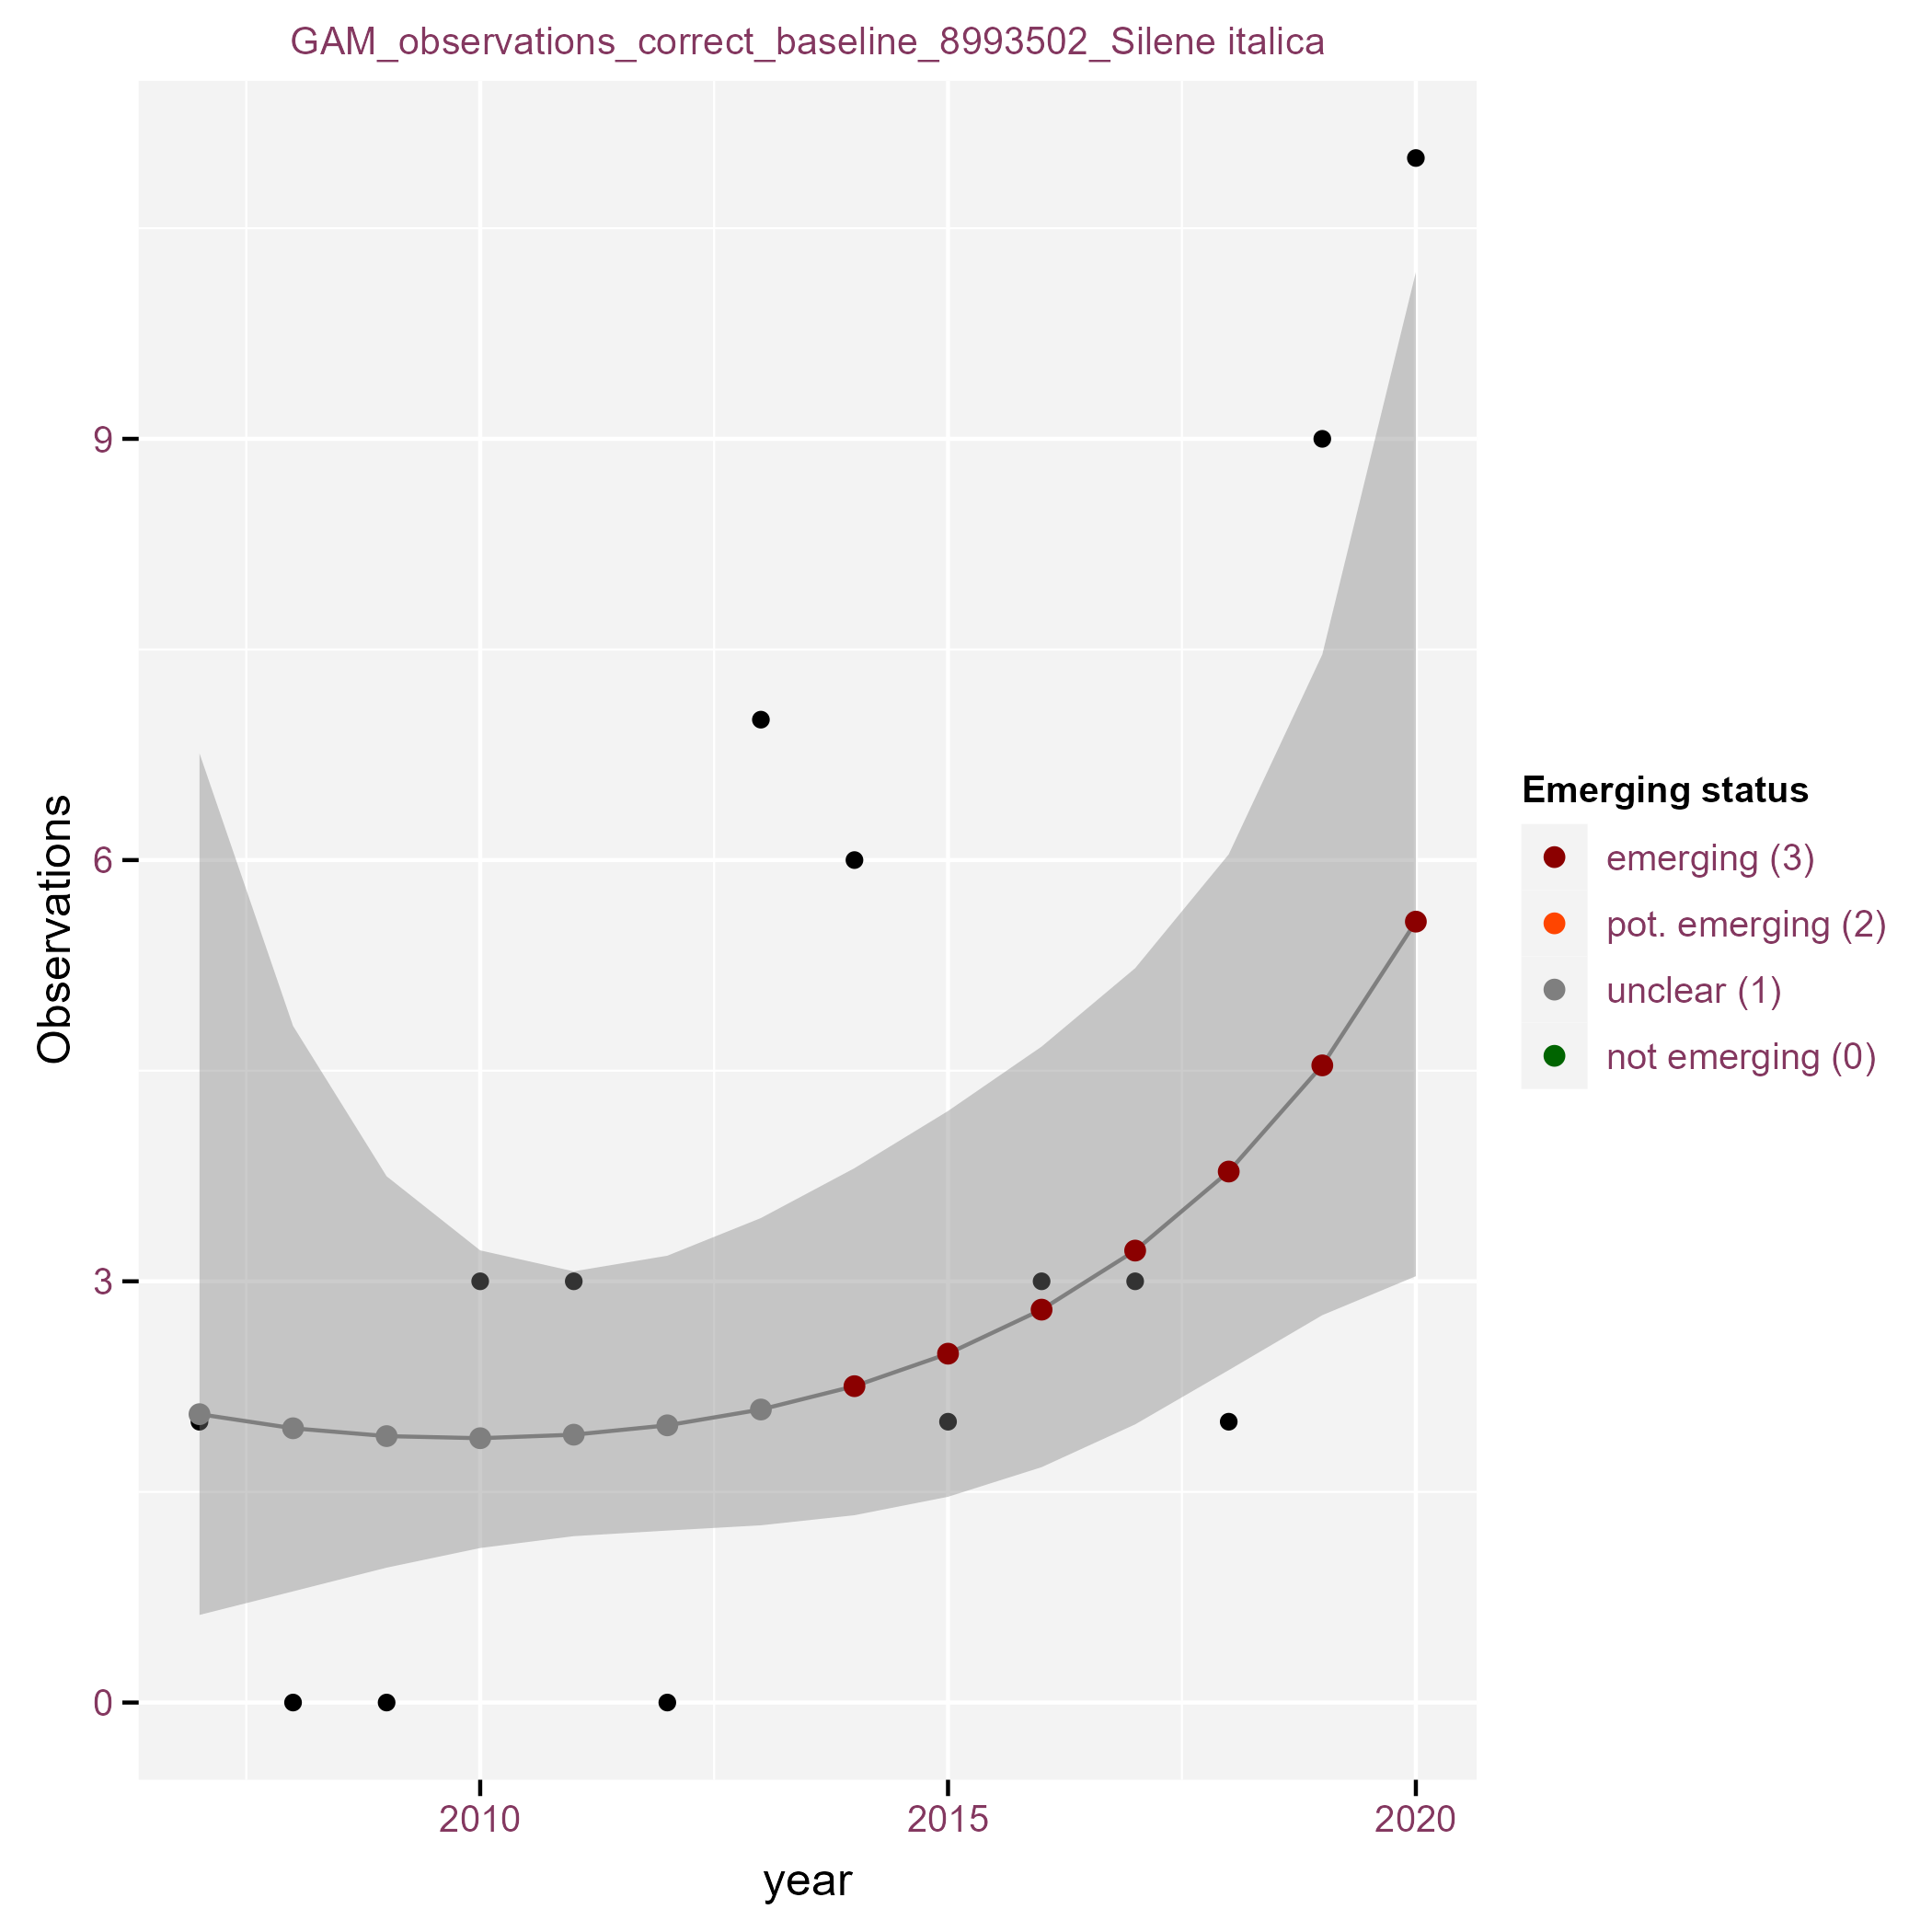 GAM_observations_correct_baseline_8993502_Silene italica
9
6
3
0
Observations
2010 2015 2020
year
Emerging status
emerging (3)
pot. emerging (2)
unclear (1)
not emerging (0)